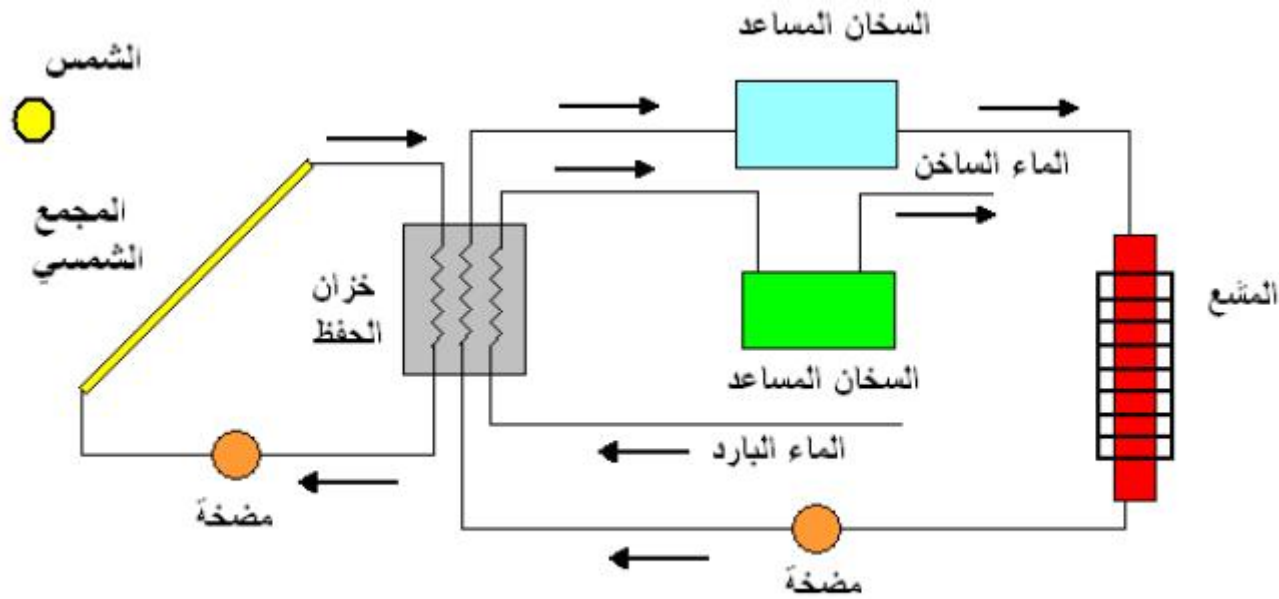 السخان المساعد
الشمس
الماء الساخن
المجمع
الشمسي
خزان
الحفظ
المشع
السخان المساعد
الماء البارد
مضخة
مضخة